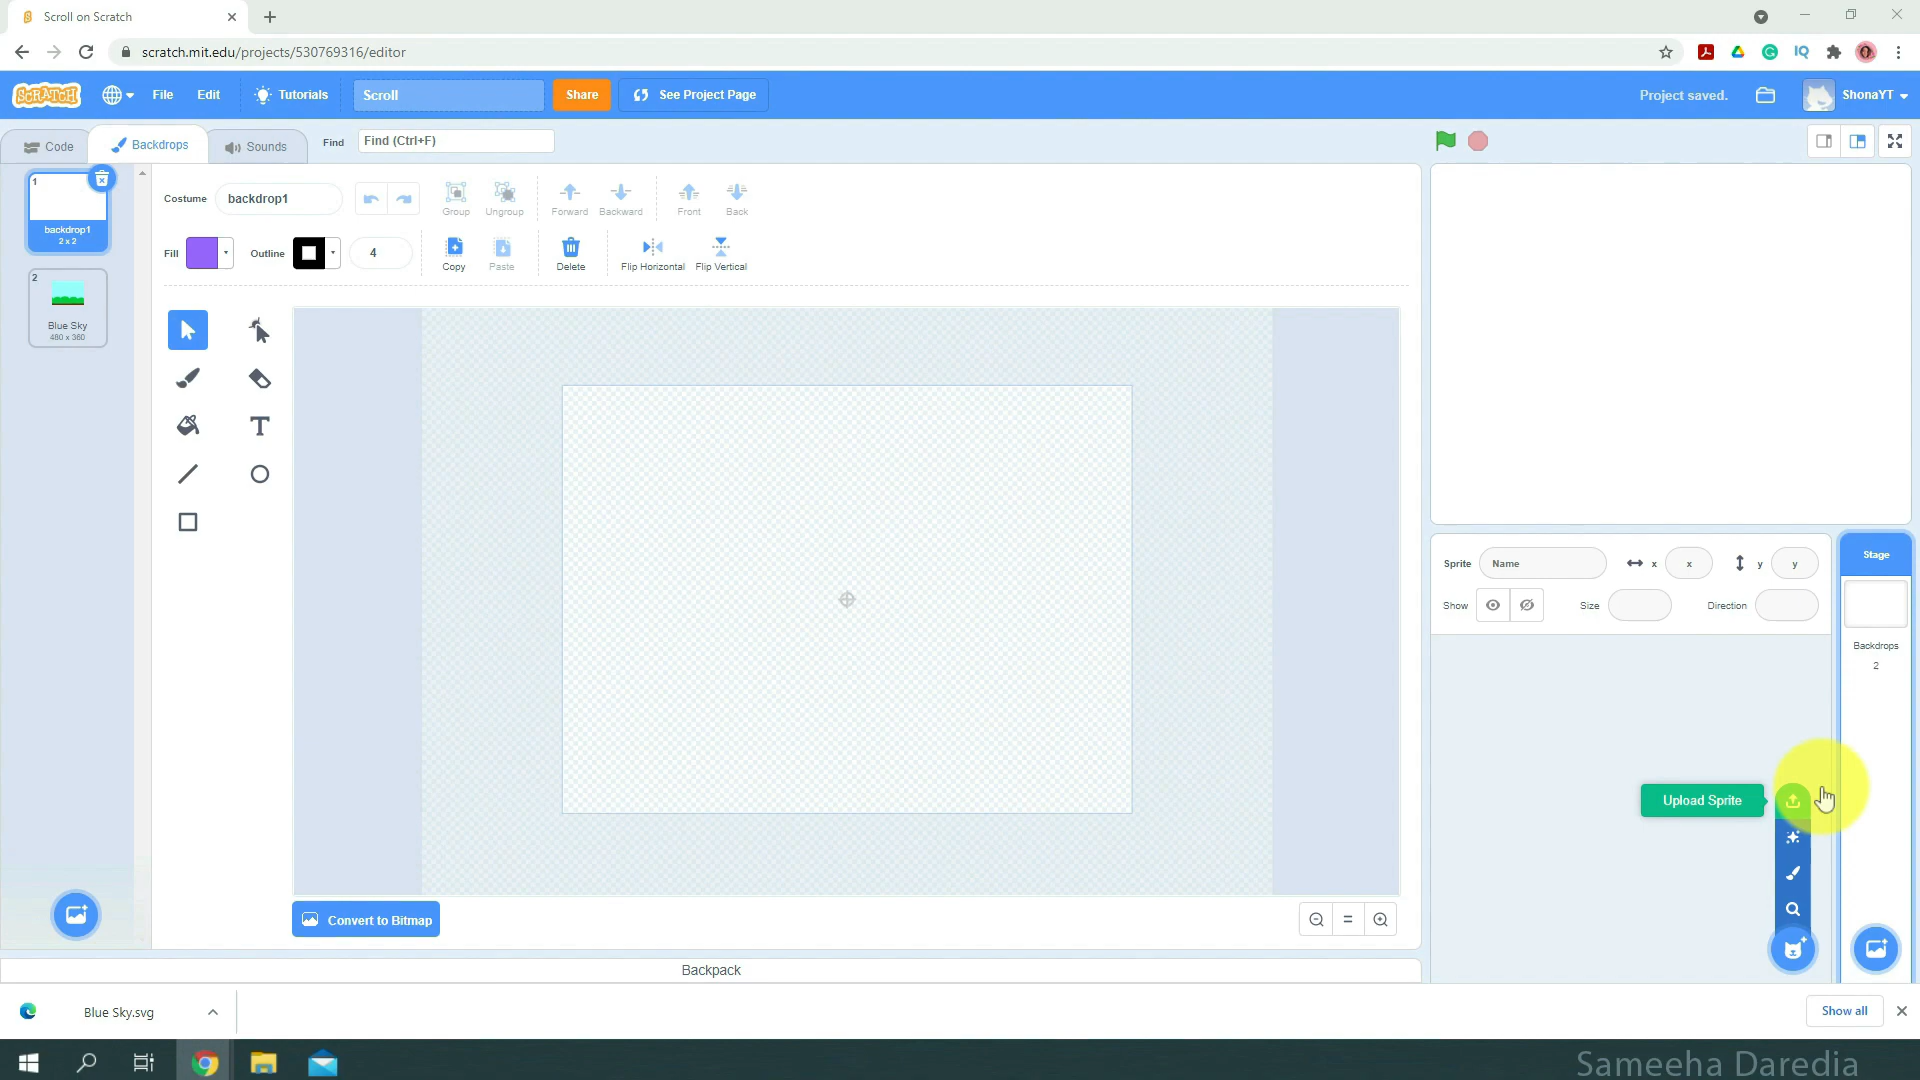 Scroll on Scratch
scratch.mit.edu/projects/530769316/editor
SCRATCH File Edit Tutorials Scroll Share See Project Page Project saved. ShonaYT
Code Backdrops Sounds Find Find (Ctrl+F)
1
backdrop1
2 x 2
2
Blue Sky
480 x 360
Costume backdrop1 Group Ungroup Forward Backward Front Back
Fill Outline 4 Copy Paste Delete Flip Horizontal Flip Vertical
Convert to Bitmap
Backpack
Sprite Name x x y y
Show Size Direction
Stage
Backdrops
2
Upload Sprite
Blue Sky.svg Show all
Sameeha Daredia